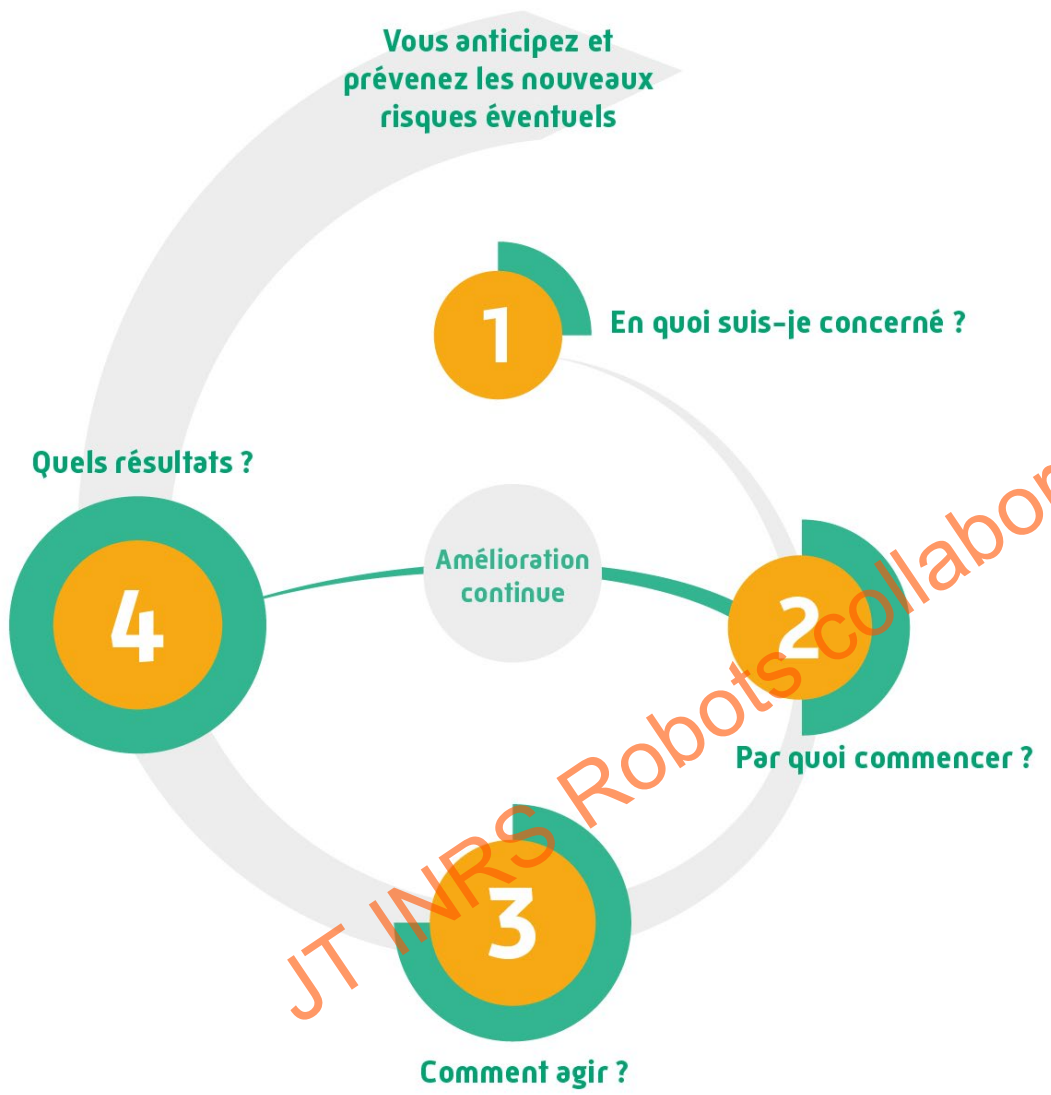 Vous anticipez et
prévenez les nouveaux
risques éventuels
1
En quoi suis-je concerné ?
Quels résultats ?
Amélioration
continue
4
2
Par quoi commencer ?
3
Comment agir ?
JT INRS Robots